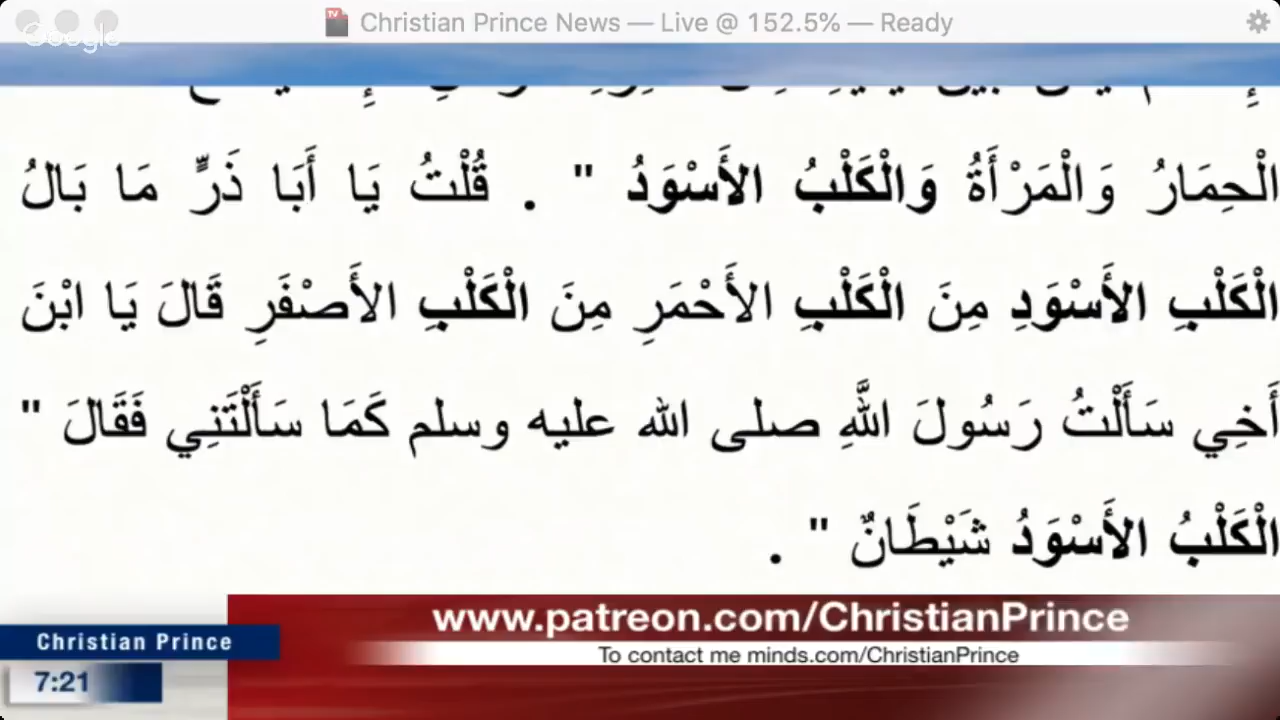 Christian Prince News — Live @ 152.5% — Ready
Google
الْحِمَارُ وَالْمَرْأَةُ وَالْكَلْبُ الأَسْوَدُ " . قُلْتُ يَا أَبَا ذَرٍّ مَا بَالُ
الْكَلْبِ الأَسْوَدِ مِنَ الْكَلْبِ الأَحْمَرِ مِنَ الْكَلْبِ الأَصْفَرِ قَالَ يَا ابْنَ
أَخِي سَأَلْتُ رَسُولَ اللَّهِ صلى الله عليه وسلم كَمَا سَأَلْتَنِي فَقَالَ "
الْكَلْبُ الأَسْوَدُ شَيْطَانٌ " .
www.patreon.com/ChristianPrince
Christian Prince
To contact me minds.com/ChristianPrince
7:21